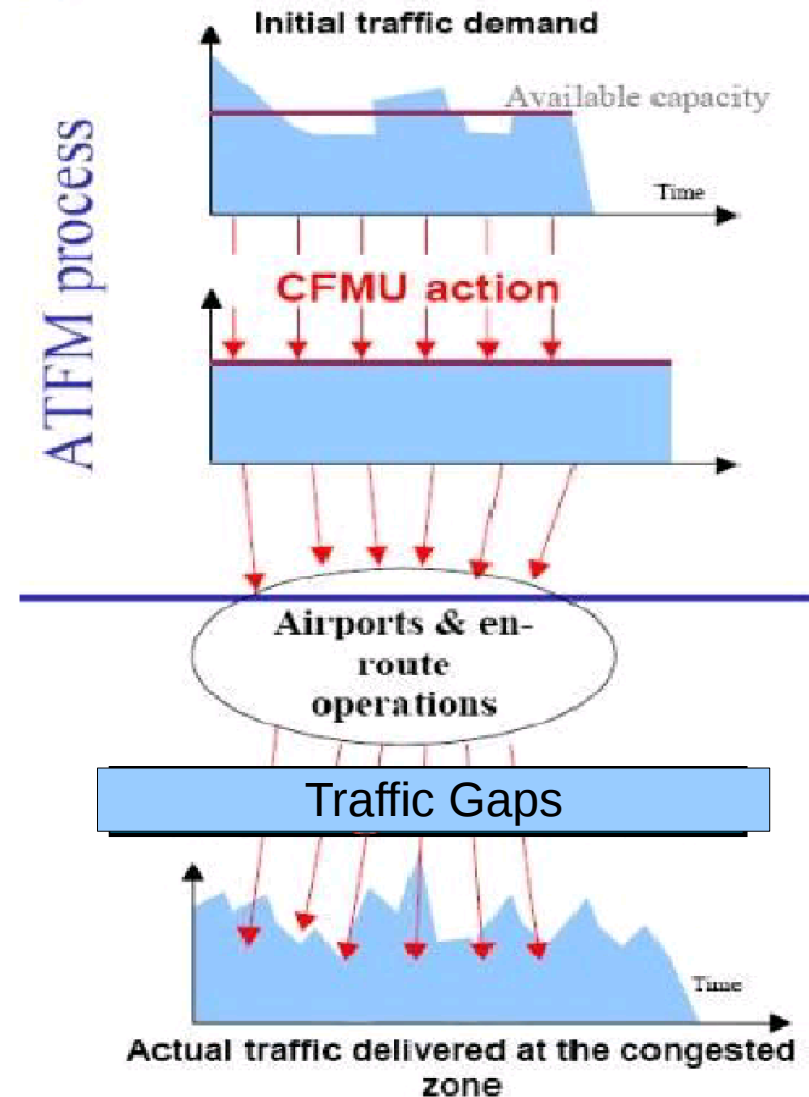 Initial traffic demand
Available capacity
Time
ATFM process
CFMU action
Airports & en-
route
operations
Traffic Gaps
Time
Actual traffic delivered at the congested
zone